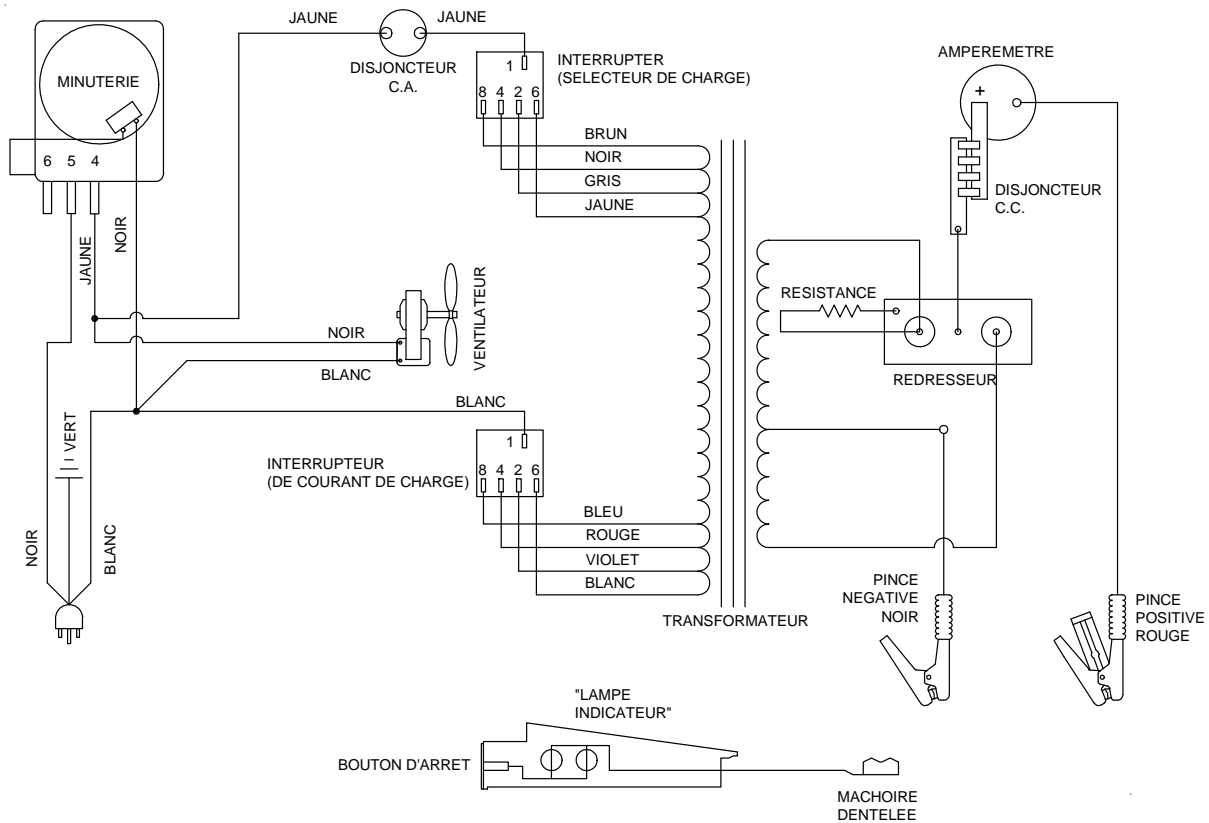 JAUNE
JAUNE
MINUTERIE
DISJONCTEUR
C.A.
1
8 4 2 6
INTERRUPTER
(SELECTEUR DE CHARGE)
AMPEREMETRE
+
6 5 4
BRUN
NOIR
GRIS
JAUNE
DISJONCTEUR
C.C.
JAUNE
NOIR
VENTILATEUR
NOIR
BLANC
RESISTANCE
REDRESSEUR
BLANC
VERT
1
8 4 2 6
INTERRUPTEUR
(DE COURANT DE CHARGE)
BLEU
ROUGE
VIOLET
BLANC
NOIR
BLANC
TRANSFORMATEUR
PINCE
NEGATIVE
NOIR
PINCE
POSITIVE
ROUGE
"LAMPE
INDICATEUR"
BOUTON D'ARRET
MACHOIRE
DENTELEE